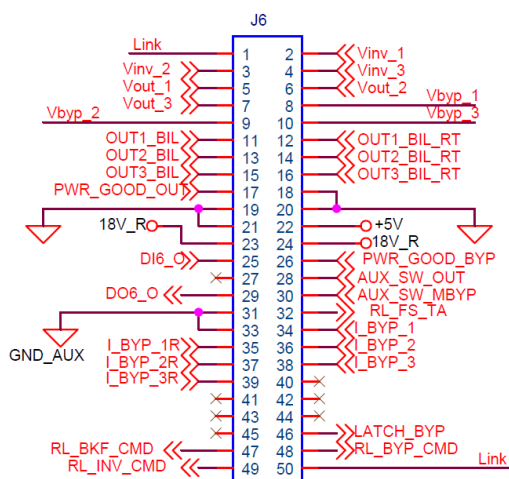 J6
Link 1 2 Vinv_1
Vinv_2 3 4 Vinv_3
Vout_1 5 6 Vout_2
Vout_3 7 8 Vbyp_1
Vbyp_2 9 10 Vbyp_3
OUT1_BIL 11 12 OUT1_BIL_RT
OUT2_BIL 13 14 OUT2_BIL_RT
OUT3_BIL 15 16 OUT3_BIL_RT
PWR_GOOD_OUT 17 18
19 20
21 22 +5V
18V_R 23 24 18V_R
DI6_O 25 26 PWR_GOOD_BYP
27 28 AUX_SW_OUT
DO6_O 29 30 AUX_SW_MBYP
31 32 RL_FS_TA
33 34 I_BYP_1
GND_AUX
I_BYP_1R 35 36 I_BYP_2
I_BYP_2R 37 38 I_BYP_3
I_BYP_3R 39 40
41 42
43 44
45 46 LATCH_BYP
RL_BKF_CMD 47 48 RL_BYP_CMD
RL_INV_CMD 49 50 Link